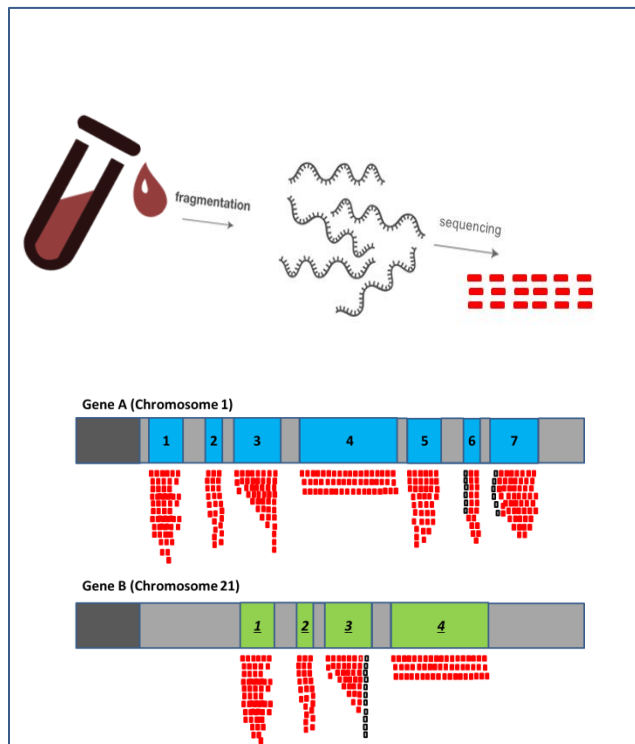 fragmentation
sequencing
Gene A (Chromosome 1)
1 2 3 4 5 6 7
Gene B (Chromosome 21)
1 2 3 4